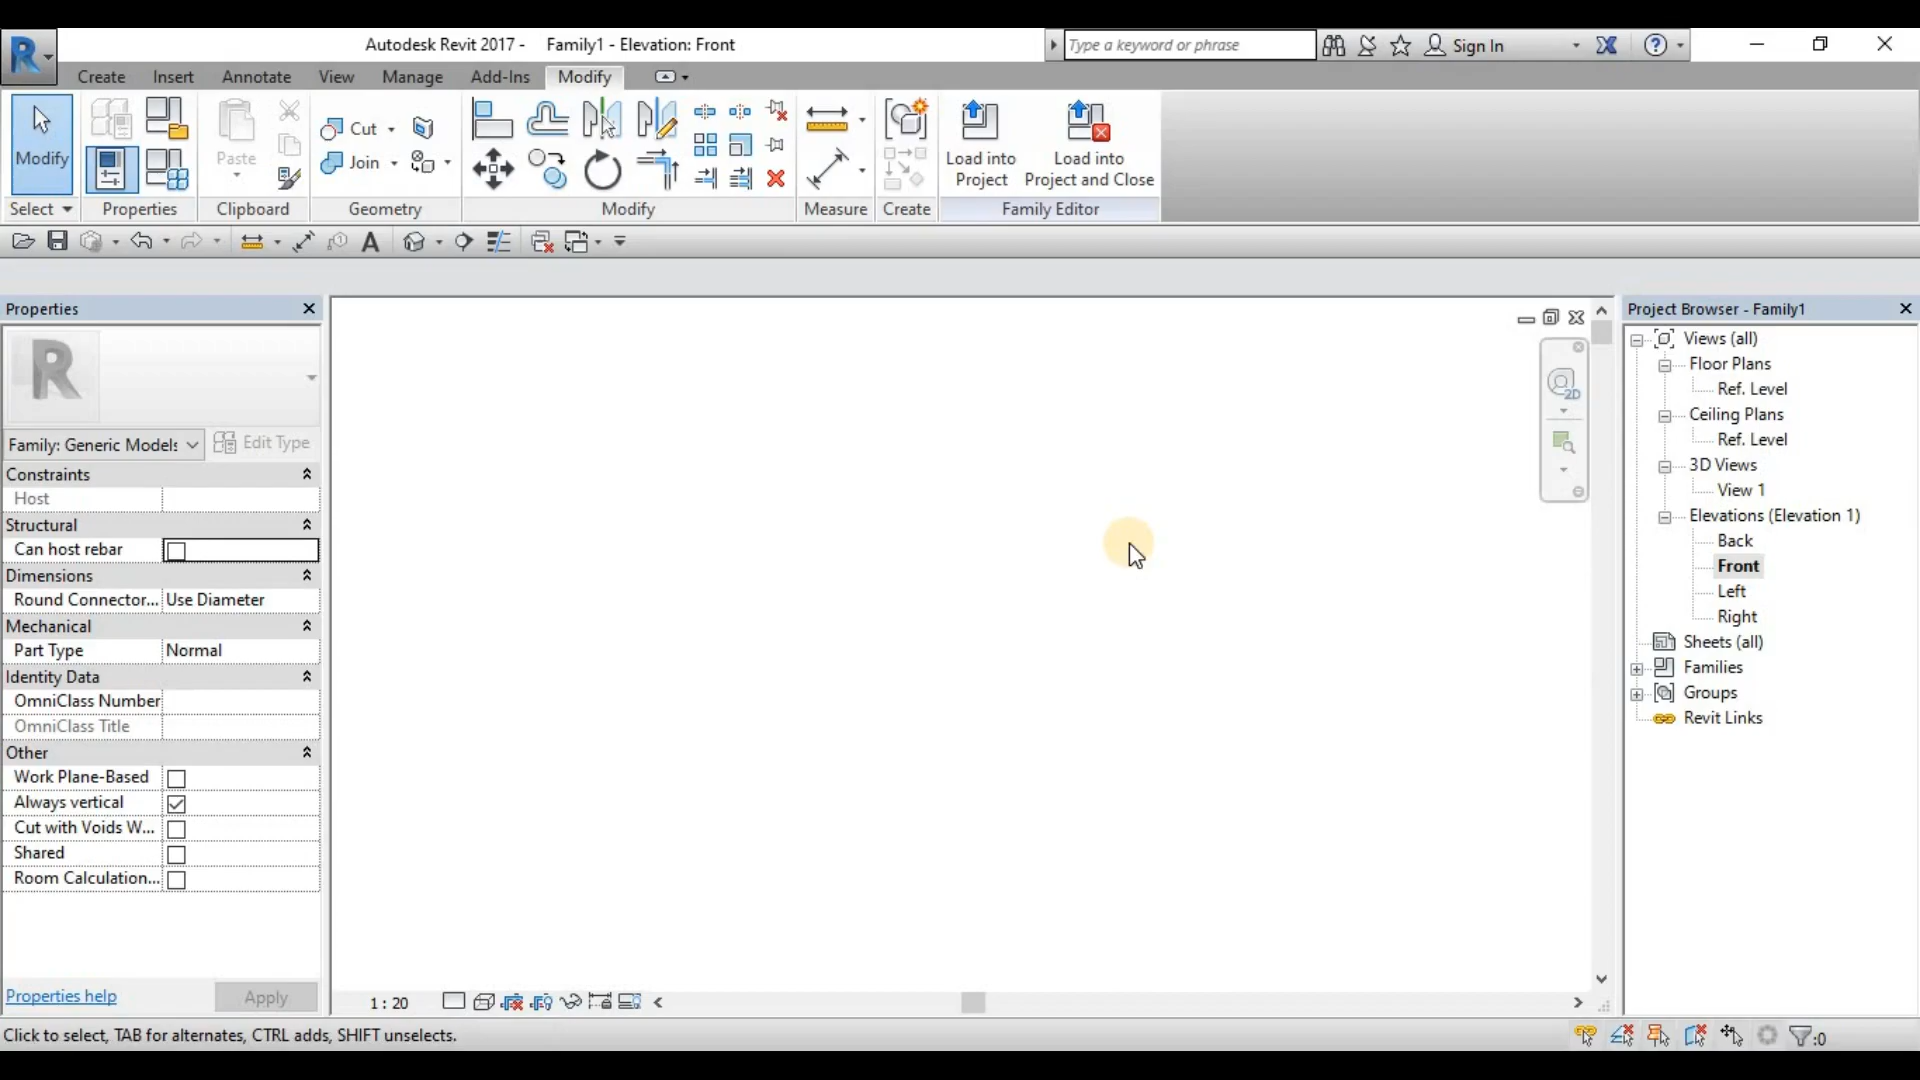 Autodesk Revit 2017 - Family1 - Elevation: Front
Type a keyword or phrase
Sign In
Create Insert Annotate View Manage Add-Ins Modify
Modify
Paste
Cut
Join
Load into Project
Load into Project and Close
Select Properties Clipboard Geometry Modify Measure Create Family Editor
Properties
Family: Generic Models
Edit Type
Constraints
Host
Structural
Can host rebar
Dimensions
Round Connector... Use Diameter
Mechanical
Part Type Normal
Identity Data
OmniClass Number
OmniClass Title
Other
Work Plane-Based
Always vertical
Cut with Voids W...
Shared
Room Calculation...
Properties help
Apply
2D
1 : 20
Project Browser - Family1
Views (all)
Floor Plans
Ref. Level
Ceiling Plans
Ref. Level
3D Views
View 1
Elevations (Elevation 1)
Back
Front
Left
Right
Sheets (all)
Families
Groups
Revit Links
Click to select, TAB for alternates, CTRL adds, SHIFT unselects.
:0